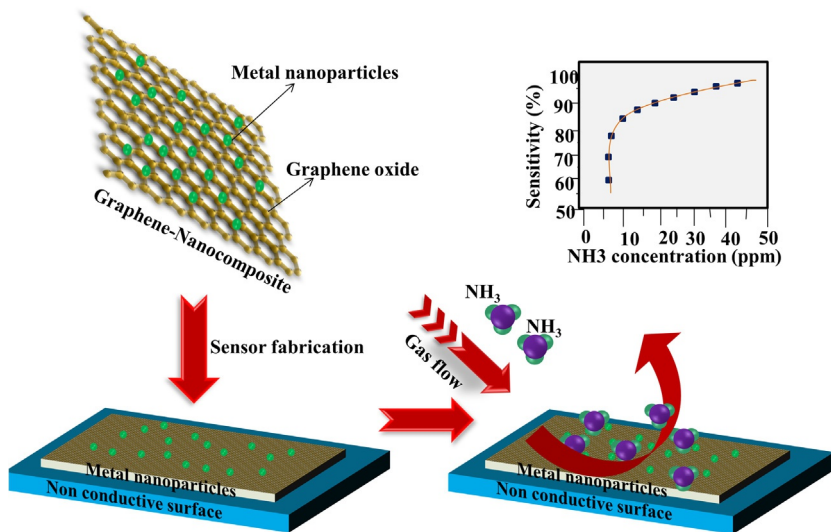 Metal nanoparticles
Graphene oxide
Graphene-Nanocomposite
Sensitivity (%)
100
90
80
70
60
50
0
10
20
30
40
50
NH3 concentration (ppm)
NH₃
NH₃
Gas flow
Sensor fabrication
Metal nanoparticles
Non conductive surface
Metal nanoparticles
Non conductive surface